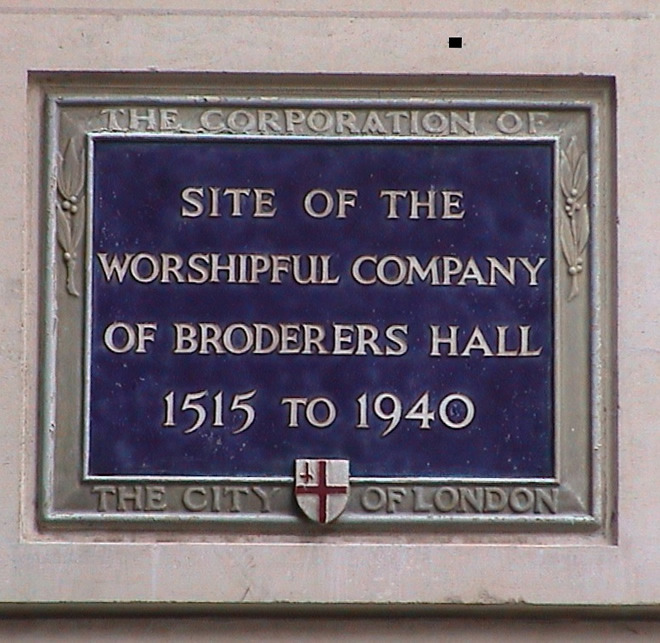 THE CORPORATION OF
SITE OF THE
WORSHIPFUL COMPANY
OF BRODERERS HALL
1515 TO 1940
THE CITY OF LONDON